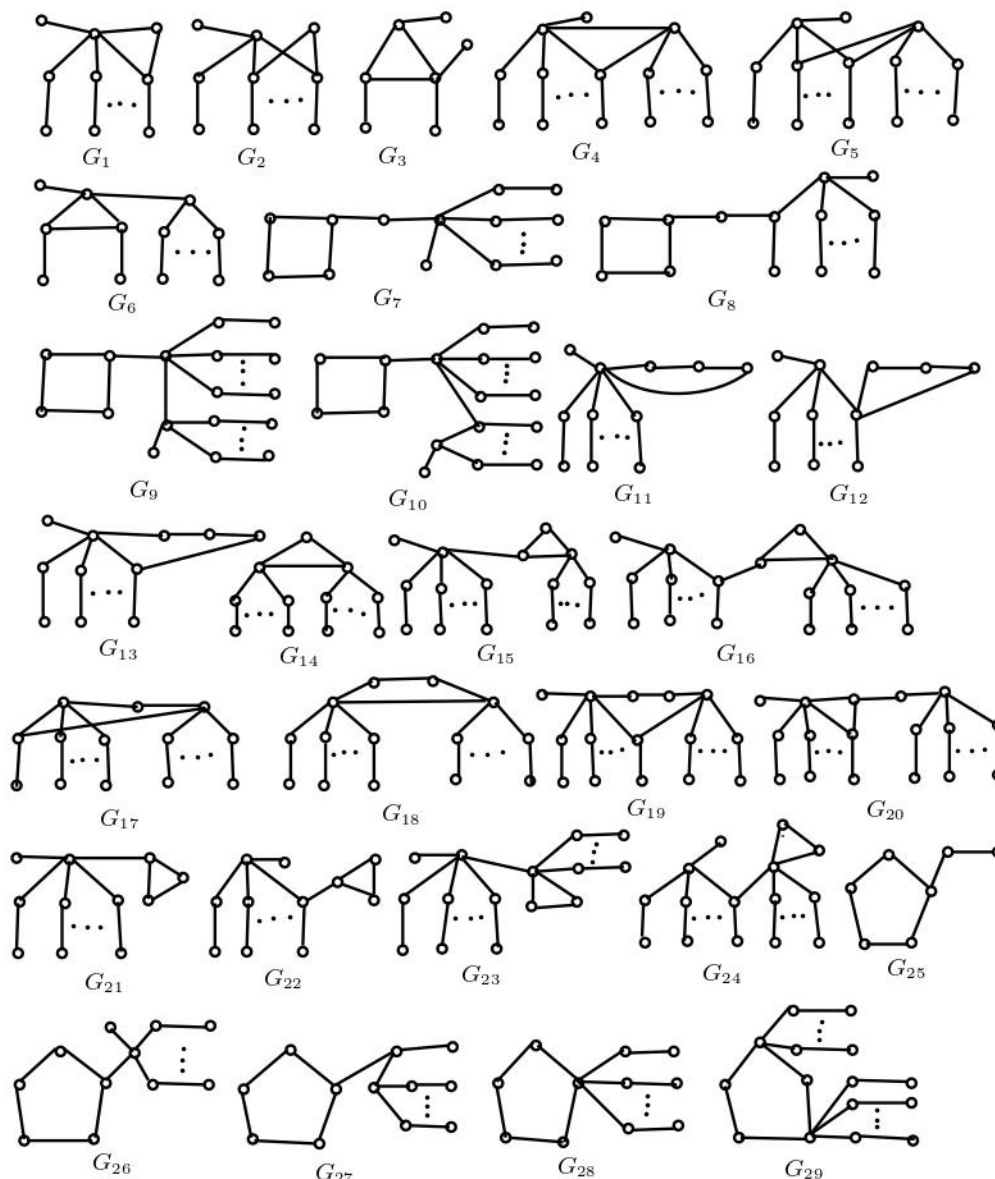 G₁ G₂ G₃ G₄ G₅
G₆ G₇ G₈
G₉ G₁₀ G₁₁ G₁₂
G₁₃ G₁₄ G₁₅ G₁₆
G₁₇ G₁₈ G₁₉ G₂₀
G₂₁ G₂₂ G₂₃ G₂₄ G₂₅
G₂₆ G₂₇ G₂₈ G₂₉